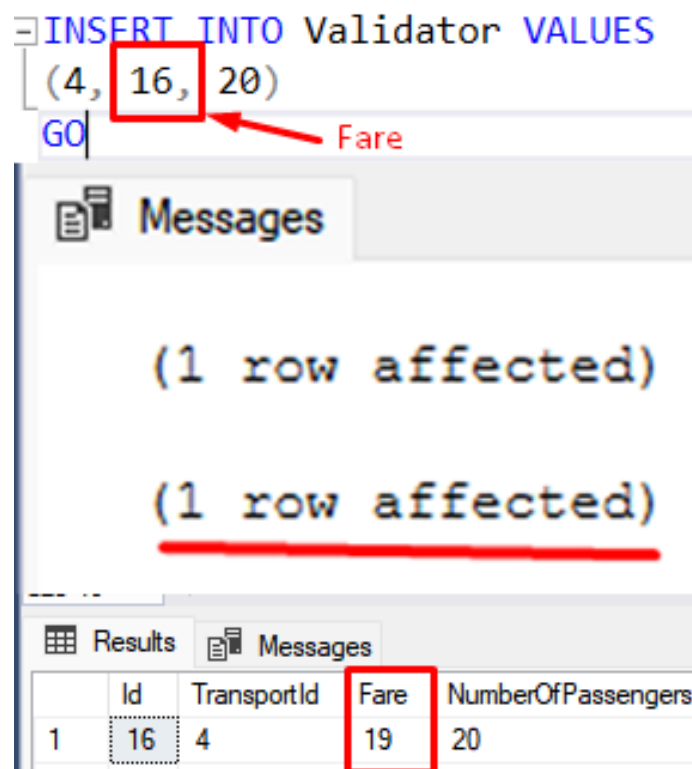 INSERT INTO Validator VALUES
(4, 16, 20)
GO
Fare
Messages
(1 row affected)
(1 row affected)
Results Messages
Id TransportId Fare NumberOfPassengers
1 16 4 19 20